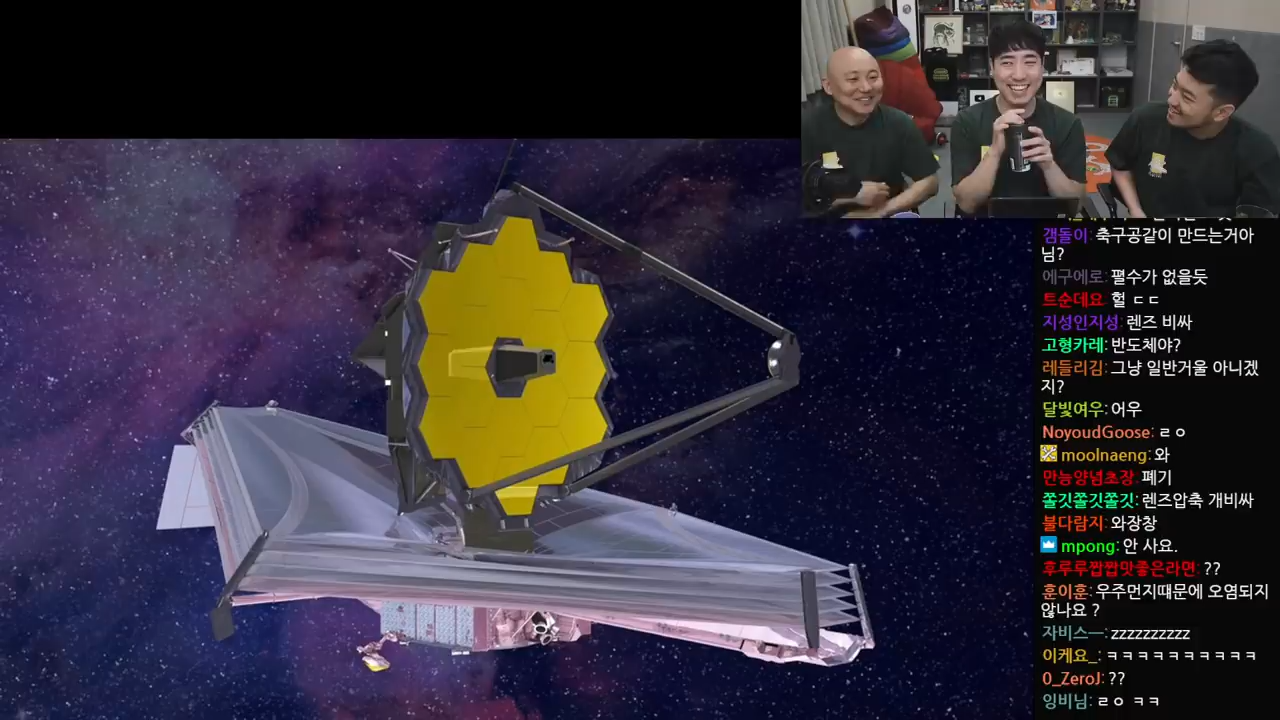 갬돌이: 축구공같이 만드는거아
님?
에구에로: 펼수가 없을듯
트순데요: 헐 ㄷㄷ
지성인지성: 렌즈 비싸
고형카레: 반도체야?
레들리김: 그냥 일반거울 아니겠
지?
달빛여우: 어우
NoyoudGoose: ㄹㅇ
moolnaeng: 와
만능양념초장: 폐기
쫄깃쫄깃쫄깃: 렌즈압축 개비싸
불다람지: 와장창
mpong: 안 사요.
후루루짭짭맛좋은라면: ??
훈이훈: 우주먼지때문에 오염되지
않나요 ?
자비스ㅡ: zzzzzzzzzz
이케요_: ㅋㅋㅋㅋㅋㅋㅋㅋㅋㅋ
0_ZeroJ: ??
잉비님: ㄹㅇ ㅋㅋ